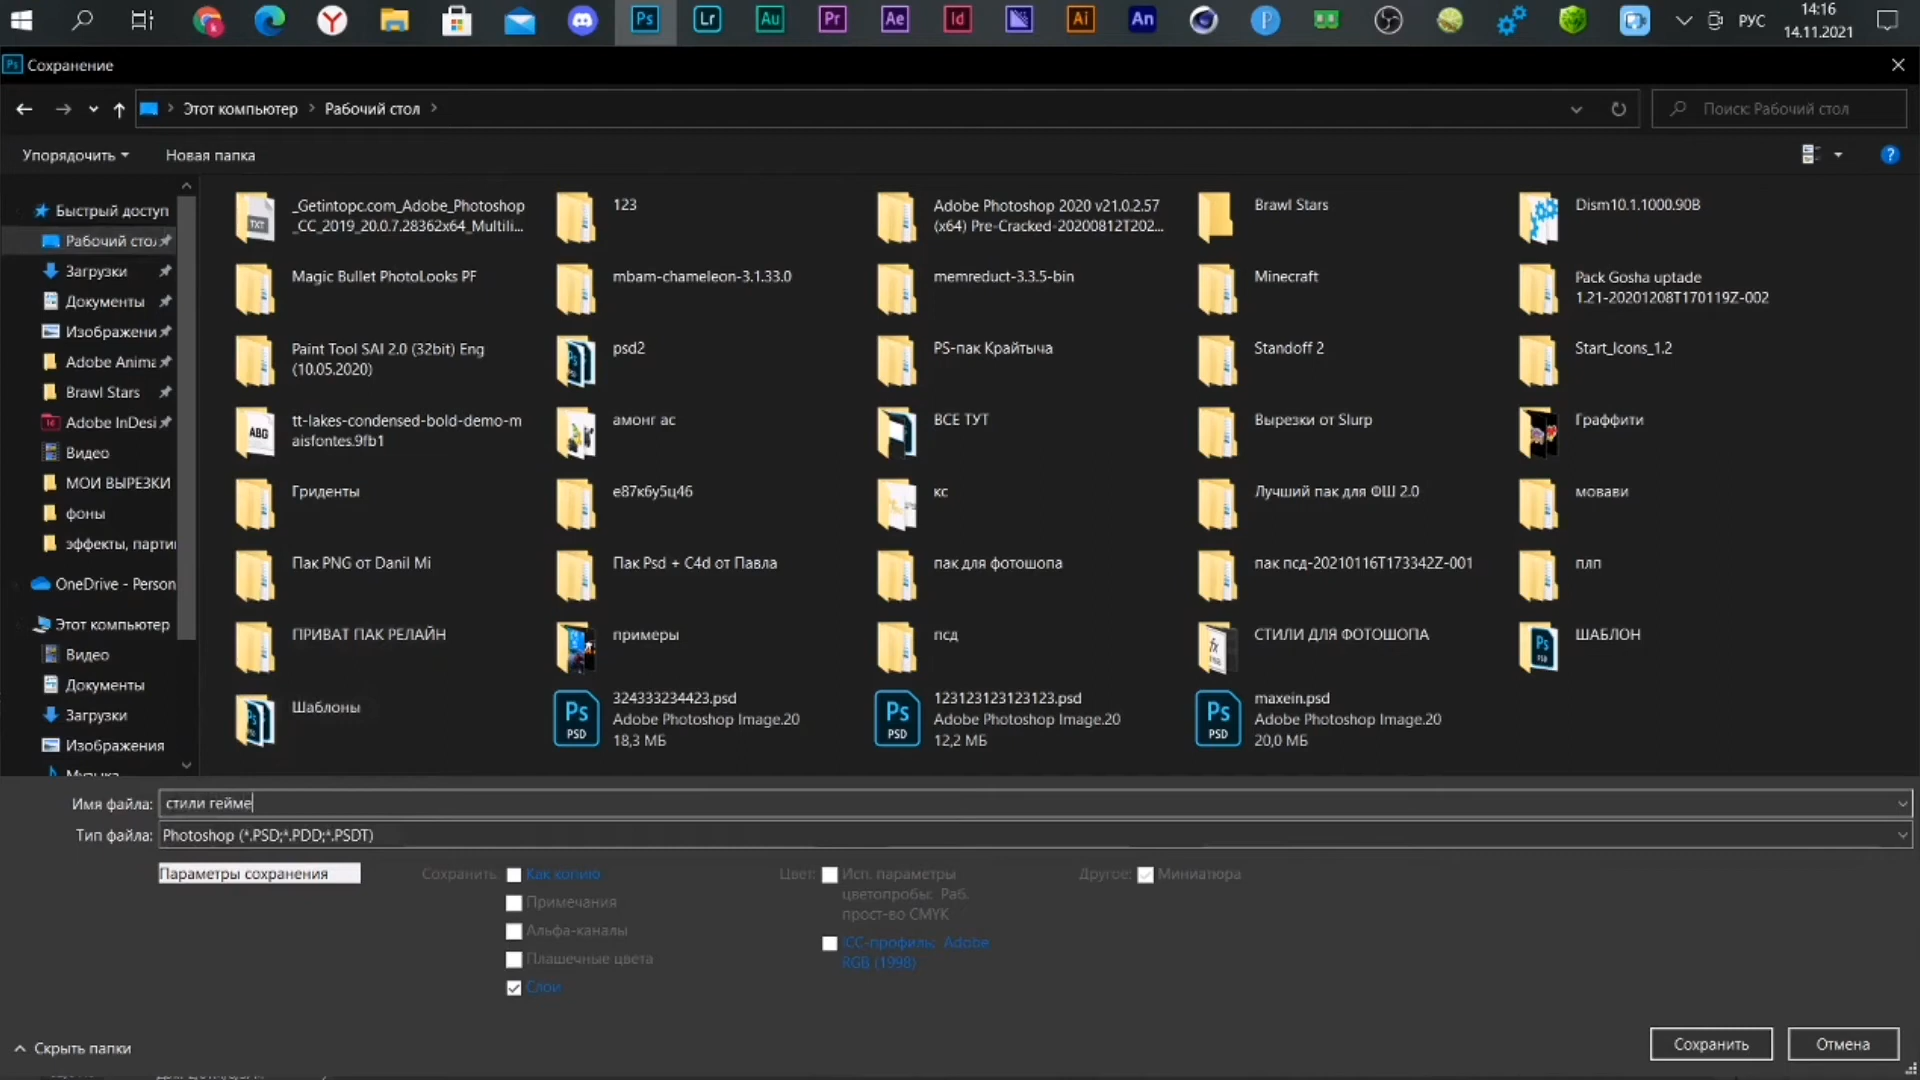 Ps
Lr
Au
Pr
Ae
Id
Ai
An
РУС
14:16
14.11.2021
Ps Сохранение
Этот компьютер
Рабочий стол
Поиск: Рабочий стол
Упорядочить
Новая папка
Быстрый доступ
Рабочий сто
Загрузки
Документы
Изображени
Adobe Anima
Brawl Stars
Adobe InDesi
Видео
МОИ ВЫРЕЗКИ
фоны
эффекты, парти
OneDrive - Person
Этот компьютер
Видео
Документы
Загрузки
Изображения
_Getintopc.com_Adobe_Photoshop
_CC_2019_20.0.7.28362x64_Multili...
123
Adobe Photoshop 2020 v21.0.2.57
(x64) Pre-Cracked-20200812T202...
Brawl Stars
Dism10.1.1000.90B
Magic Bullet PhotoLooks PF
mbam-chameleon-3.1.33.0
memreduct-3.3.5-bin
Minecraft
Pack Gosha uptade
1.21-20201208T170119Z-002
Paint Tool SAI 2.0 (32bit) Eng
(10.05.2020)
psd2
PS-пак Крайтыча
Standoff 2
Start_Icons_1.2
tt-lakes-condensed-bold-demo-m
aisfontes.9fb1
амонг ас
ВСЕ ТУТ
Вырезки от Slurp
Граффити
Гриденты
е87к6у5ц46
кс
Лучший пак для ФШ 2.0
мовави
Пак PNG от Danil Mi
Пак Psd + C4d от Павла
пак для фотошопа
пак псд-20210116T173342Z-001
плп
ПРИВАТ ПАК РЕЛАЙН
примеры
псд
СТИЛИ ДЛЯ ФОТОШОПА
ШАБЛОН
Шаблоны
324333234423.psd
Adobe Photoshop Image.20
18,3 МБ
123123123123123.psd
Adobe Photoshop Image.20
12,2 МБ
maxein.psd
Adobe Photoshop Image.20
20,0 МБ
Имя файла: стили гейме
Тип файла: Photoshop (*.PSD;*.PDD;*.PSDT)
Параметры сохранения
Сохранить:
Как копию
Примечания
Альфа-каналы
Плашечные цвета
Слои
Цвет:
Исп. параметры
цветопробы: Раб.
прост-во CMYK
ICC-профиль: Adobe
RGB (1998)
Другое:
Миниатюра
Скрыть папки
Сохранить
Отмена